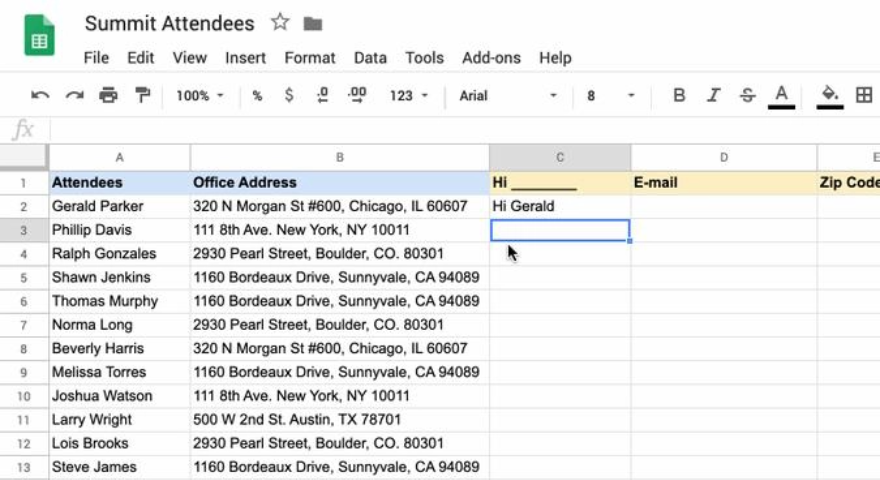 Summit Attendees
File Edit View Insert Format Data Tools Add-ons Help
100% % $ .0 .00 123 Arial 8 B I S A
fx
A B C D E
1 Attendees Office Address Hi _______ E-mail Zip Code
2 Gerald Parker 320 N Morgan St #600, Chicago, IL 60607 Hi Gerald
3 Phillip Davis 111 8th Ave. New York, NY 10011
4 Ralph Gonzales 2930 Pearl Street, Boulder, CO. 80301
5 Shawn Jenkins 1160 Bordeaux Drive, Sunnyvale, CA 94089
6 Thomas Murphy 1160 Bordeaux Drive, Sunnyvale, CA 94089
7 Norma Long 2930 Pearl Street, Boulder, CO. 80301
8 Beverly Harris 320 N Morgan St #600, Chicago, IL 60607
9 Melissa Torres 1160 Bordeaux Drive, Sunnyvale, CA 94089
10 Joshua Watson 111 8th Ave. New York, NY 10011
11 Larry Wright 500 W 2nd St. Austin, TX 78701
12 Lois Brooks 2930 Pearl Street, Boulder, CO. 80301
13 Steve James 1160 Bordeaux Drive, Sunnyvale, CA 94089